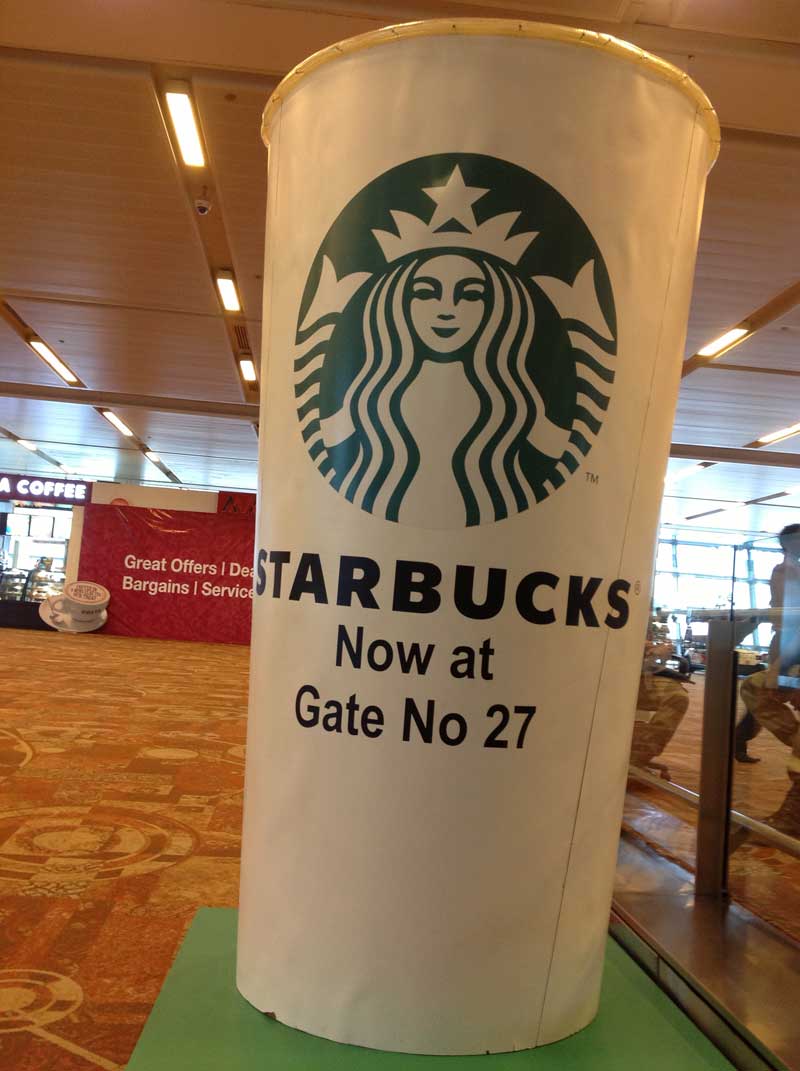 A COFFEE
Great Offers | Dea
Bargains | Service
STARBUCKS®
Now at
Gate No 27
TM